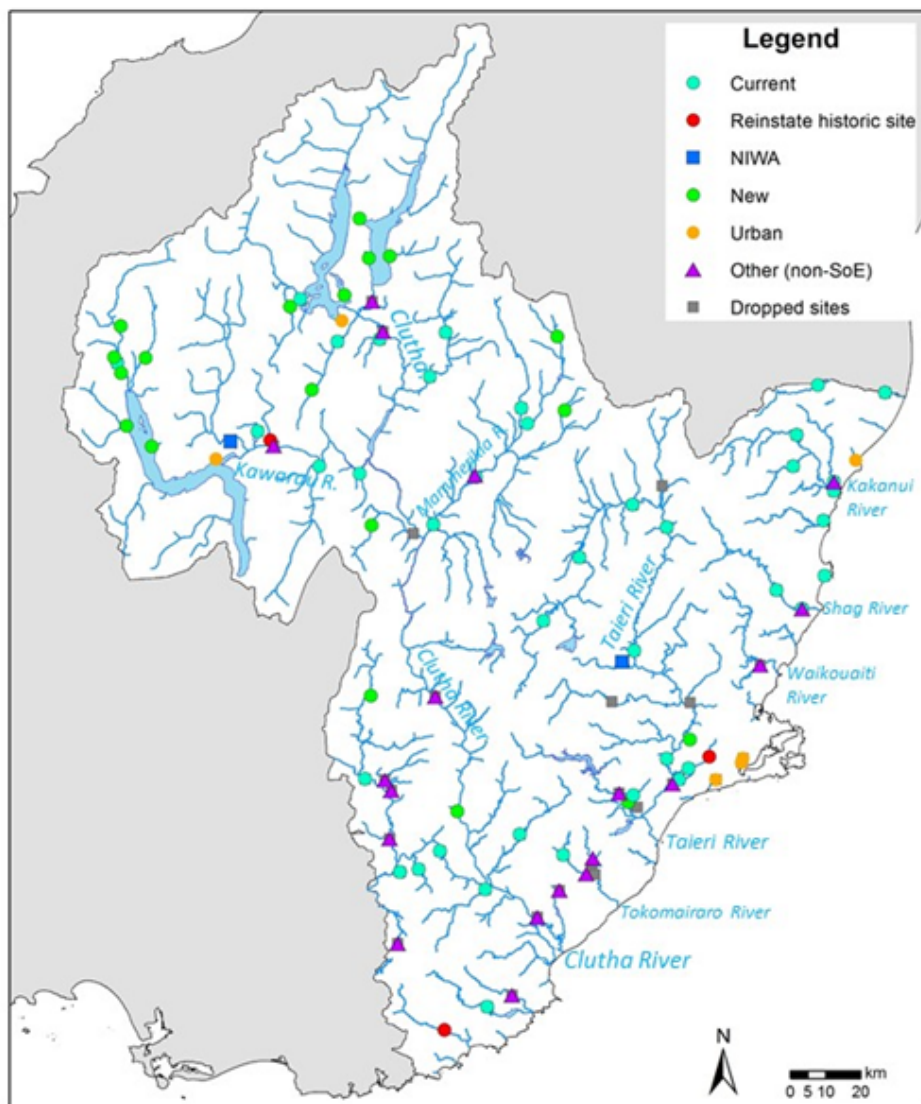 Legend
Current
Reinstate historic site
NIWA
New
Urban
Other (non-SoE)
Dropped sites
Clutha
Kawarau R.
Manuherikia R.
Kakanui
River
Taieri River
Shag River
Clutha River
Waikouaiti
River
Taieri River
Tokomairaro River
Clutha River
N
km
0 5 10 20